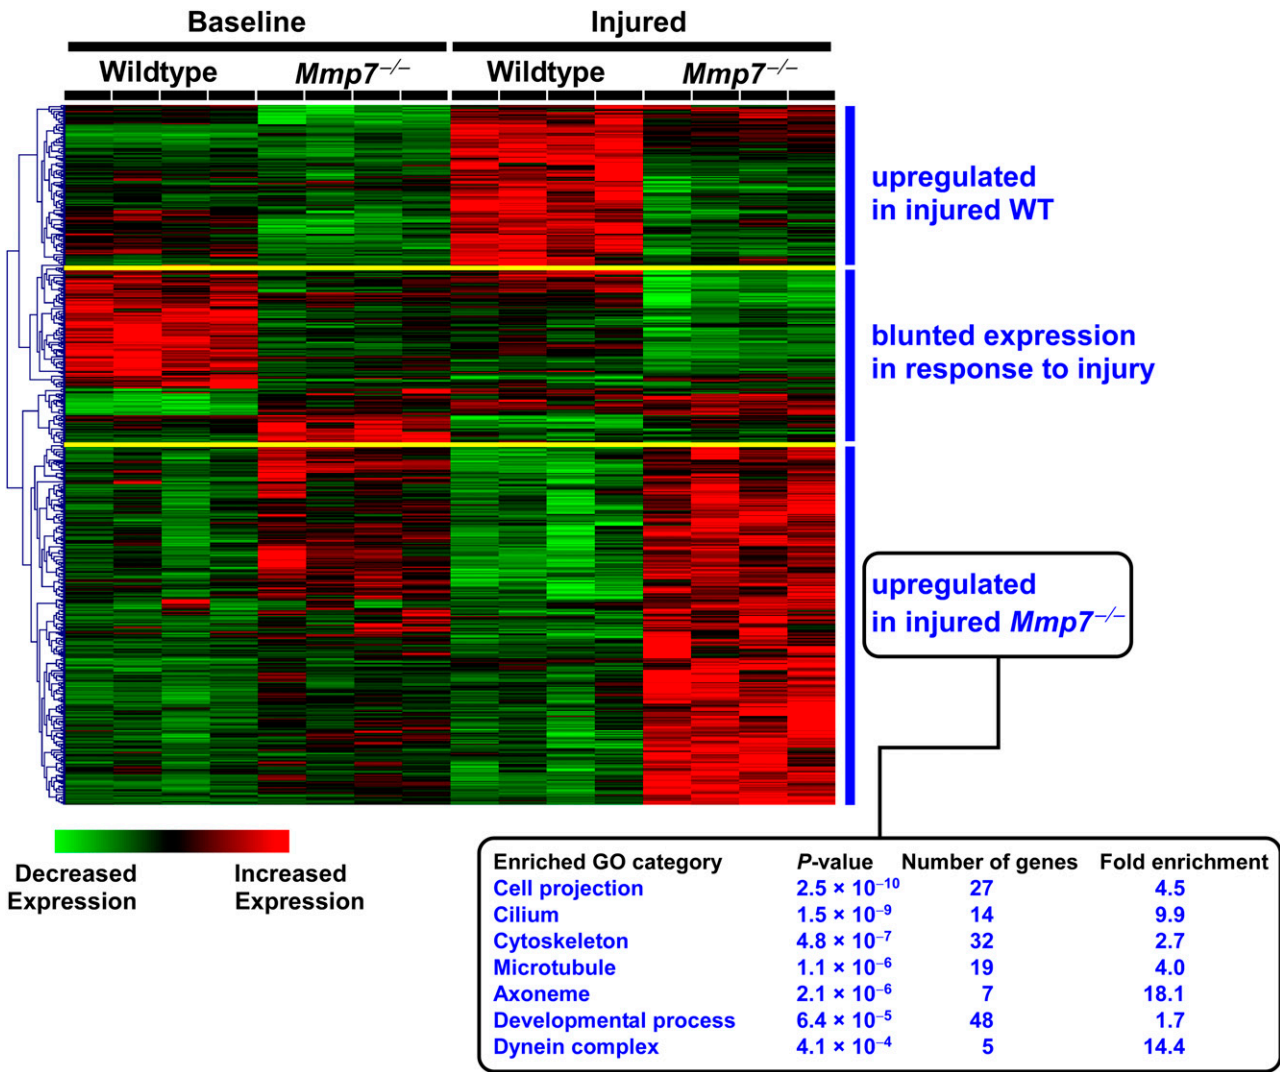 Baseline Injured
Wildtype Mmp7−/− Wildtype Mmp7−/−
upregulated
in injured WT
blunted expression
in response to injury
upregulated
in injured Mmp7−/−
Decreased
Expression
Increased
Expression
Enriched GO category P-value Number of genes Fold enrichment
Cell projection 2.5 × 10−10 27 4.5
Cilium 1.5 × 10−9 14 9.9
Cytoskeleton 4.8 × 10−7 32 2.7
Microtubule 1.1 × 10−6 19 4.0
Axoneme 2.1 × 10−6 7 18.1
Developmental process 6.4 × 10−5 48 1.7
Dynein complex 4.1 × 10−4 5 14.4